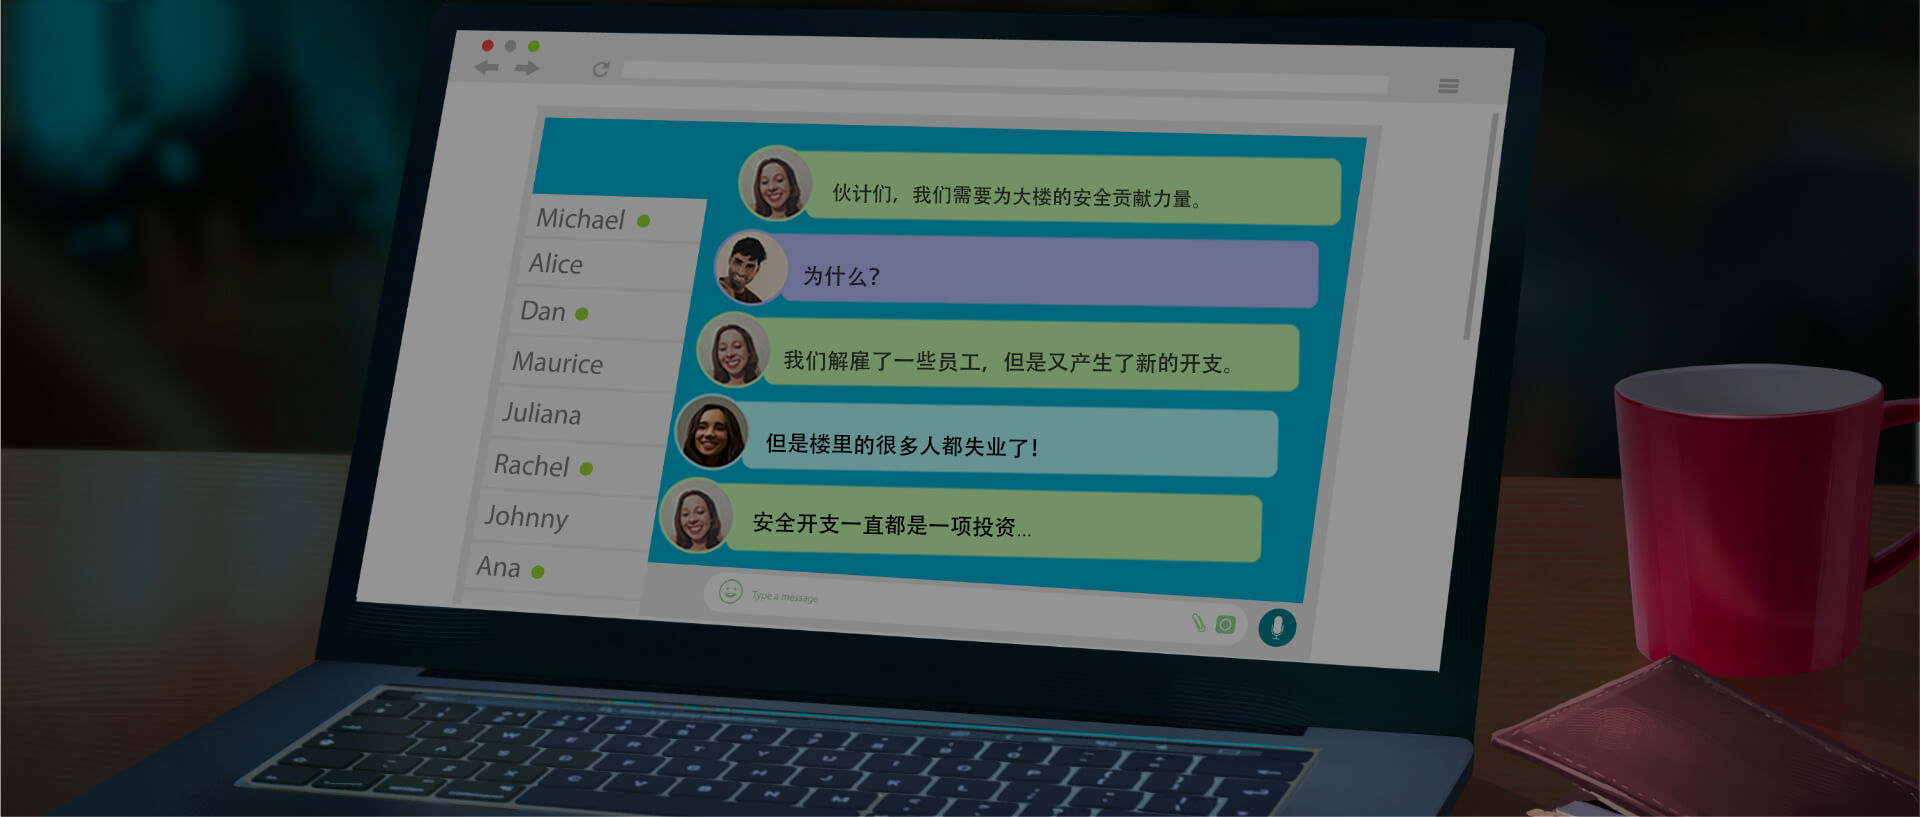 伙计们，我们需要为大楼的安全贡献力量。
Michael
为什么？
Alice
Dan
我们解雇了一些员工，但是又产生了新的开支。
Maurice
Juliana
但是楼里的很多人都失业了！
Rachel
Johnny
安全开支一直都是一项投资...
Ana
Type a message